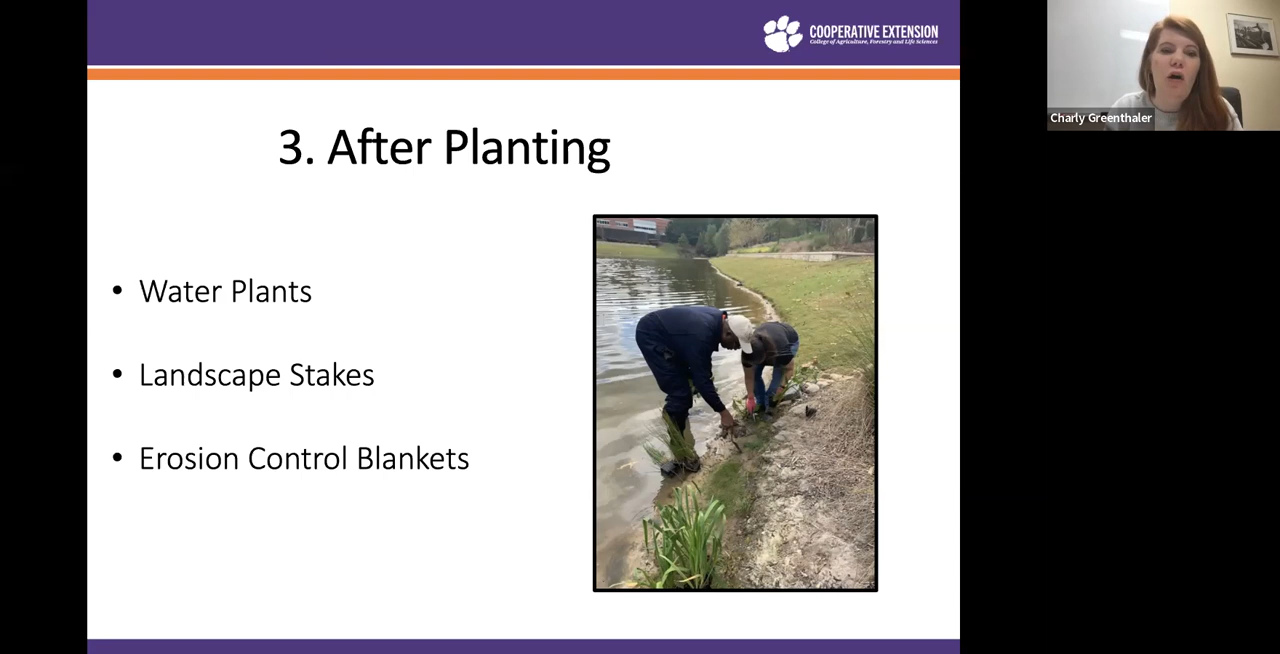 COOPERATIVE EXTENSION
College of Agriculture, Forestry and Life Sciences
Charly Greenthaler
3. After Planting
• Water Plants
• Landscape Stakes
• Erosion Control Blankets